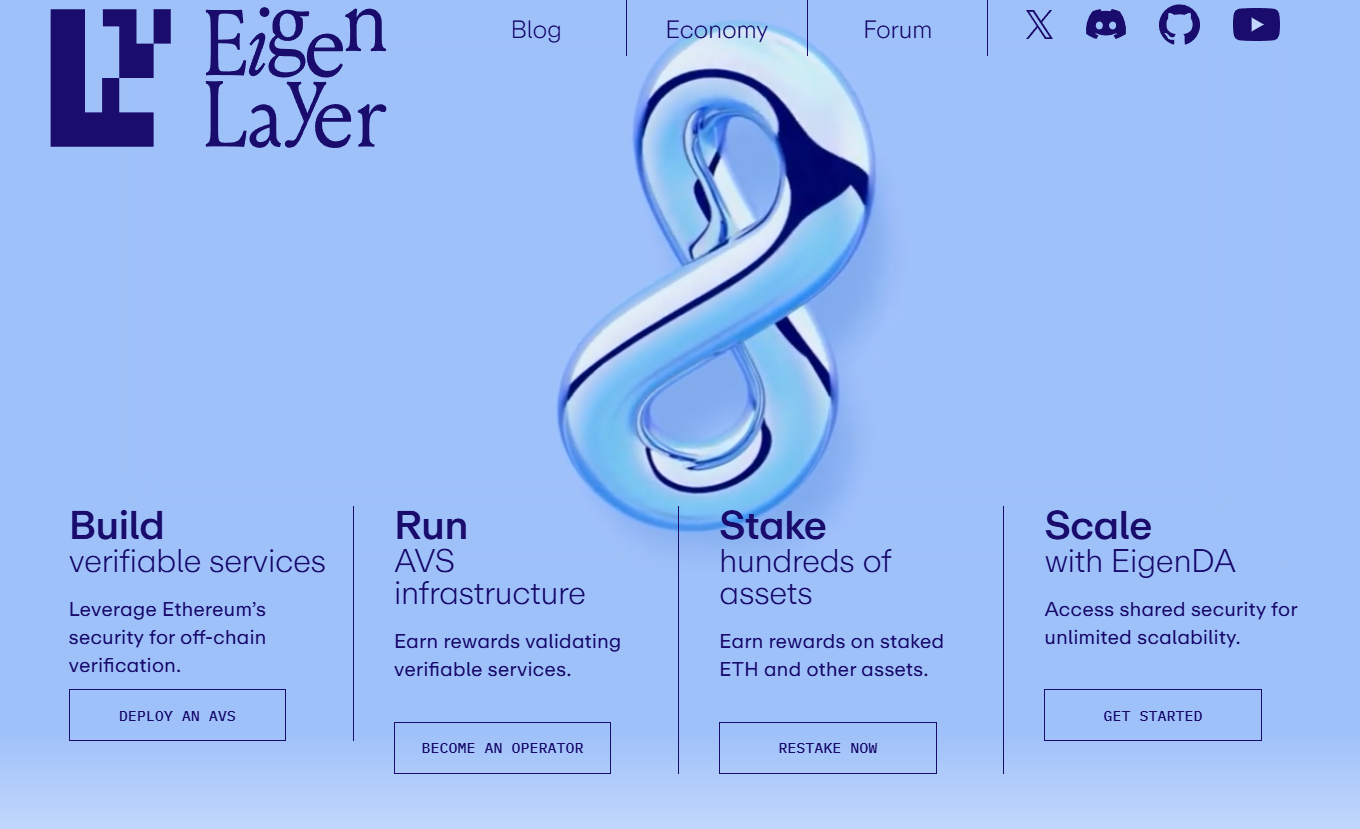 Eigen
Layer
Blog
Economy
Forum
Build
verifiable services
Leverage Ethereum’s
security for off-chain
verification.
DEPLOY AN AVS
Run
AVS
infrastructure
Earn rewards validating
verifiable services.
BECOME AN OPERATOR
Stake
hundreds of
assets
Earn rewards on staked
ETH and other assets.
RESTAKE NOW
Scale
with EigenDA
Access shared security for
unlimited scalability.
GET STARTED